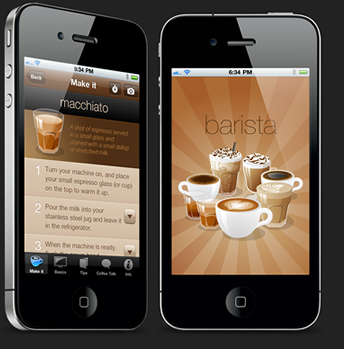 6:34 PM
Back
Make it
macchiato
A shot of espresso served
in a small glass and
stained with a small dollop
of stretched milk.
1 Turn your machine on, and place
your small espresso glass (or cup)
on the top to warm it up.
2 Pour the milk into your
stainless steel jug and leave it
in the refrigerator.
3 When the machine is ready,
Make it Basics Tips Coffee Talk Info
6:34 PM
barista